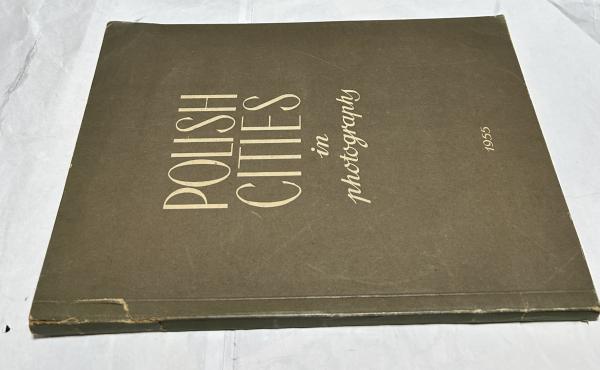 POLISH
CITIES
in
photographs
1955